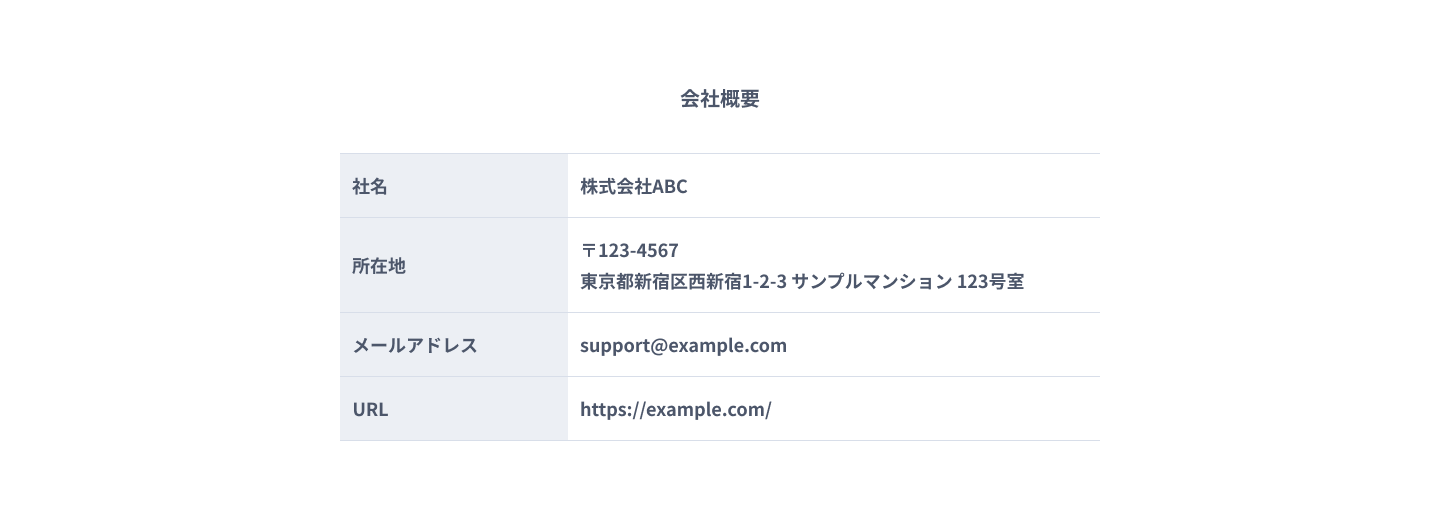 会社概要
社名 株式会社ABC
所在地 〒123-4567
東京都新宿区西新宿1-2-3 サンプルマンション 123号室
メールアドレス support@example.com
URL https://example.com/